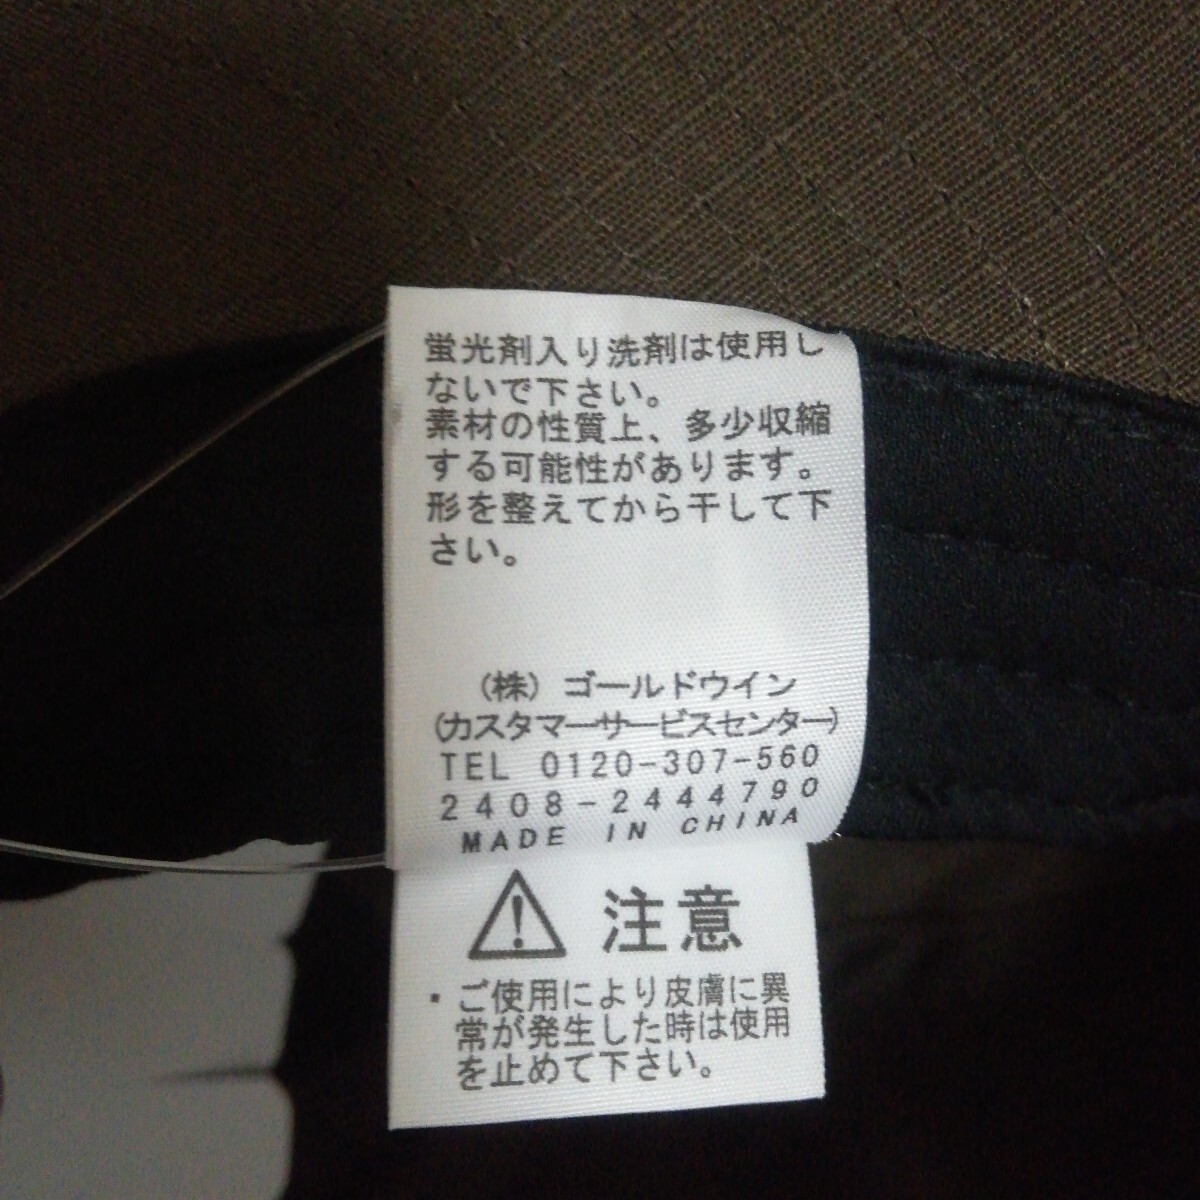 蛍光剤入り洗剤は使用し
ないで下さい。
素材の性質上、多少収縮
する可能性があります。
形を整えてから干して下
さい。
(株) ゴールドウイン
(カスタマーサービスセンター)
TEL 0120-307-560
2408-2444790
MADE IN CHINA
注意
・ご使用により皮膚に異
常が発生した時は使用
を止めて下さい。